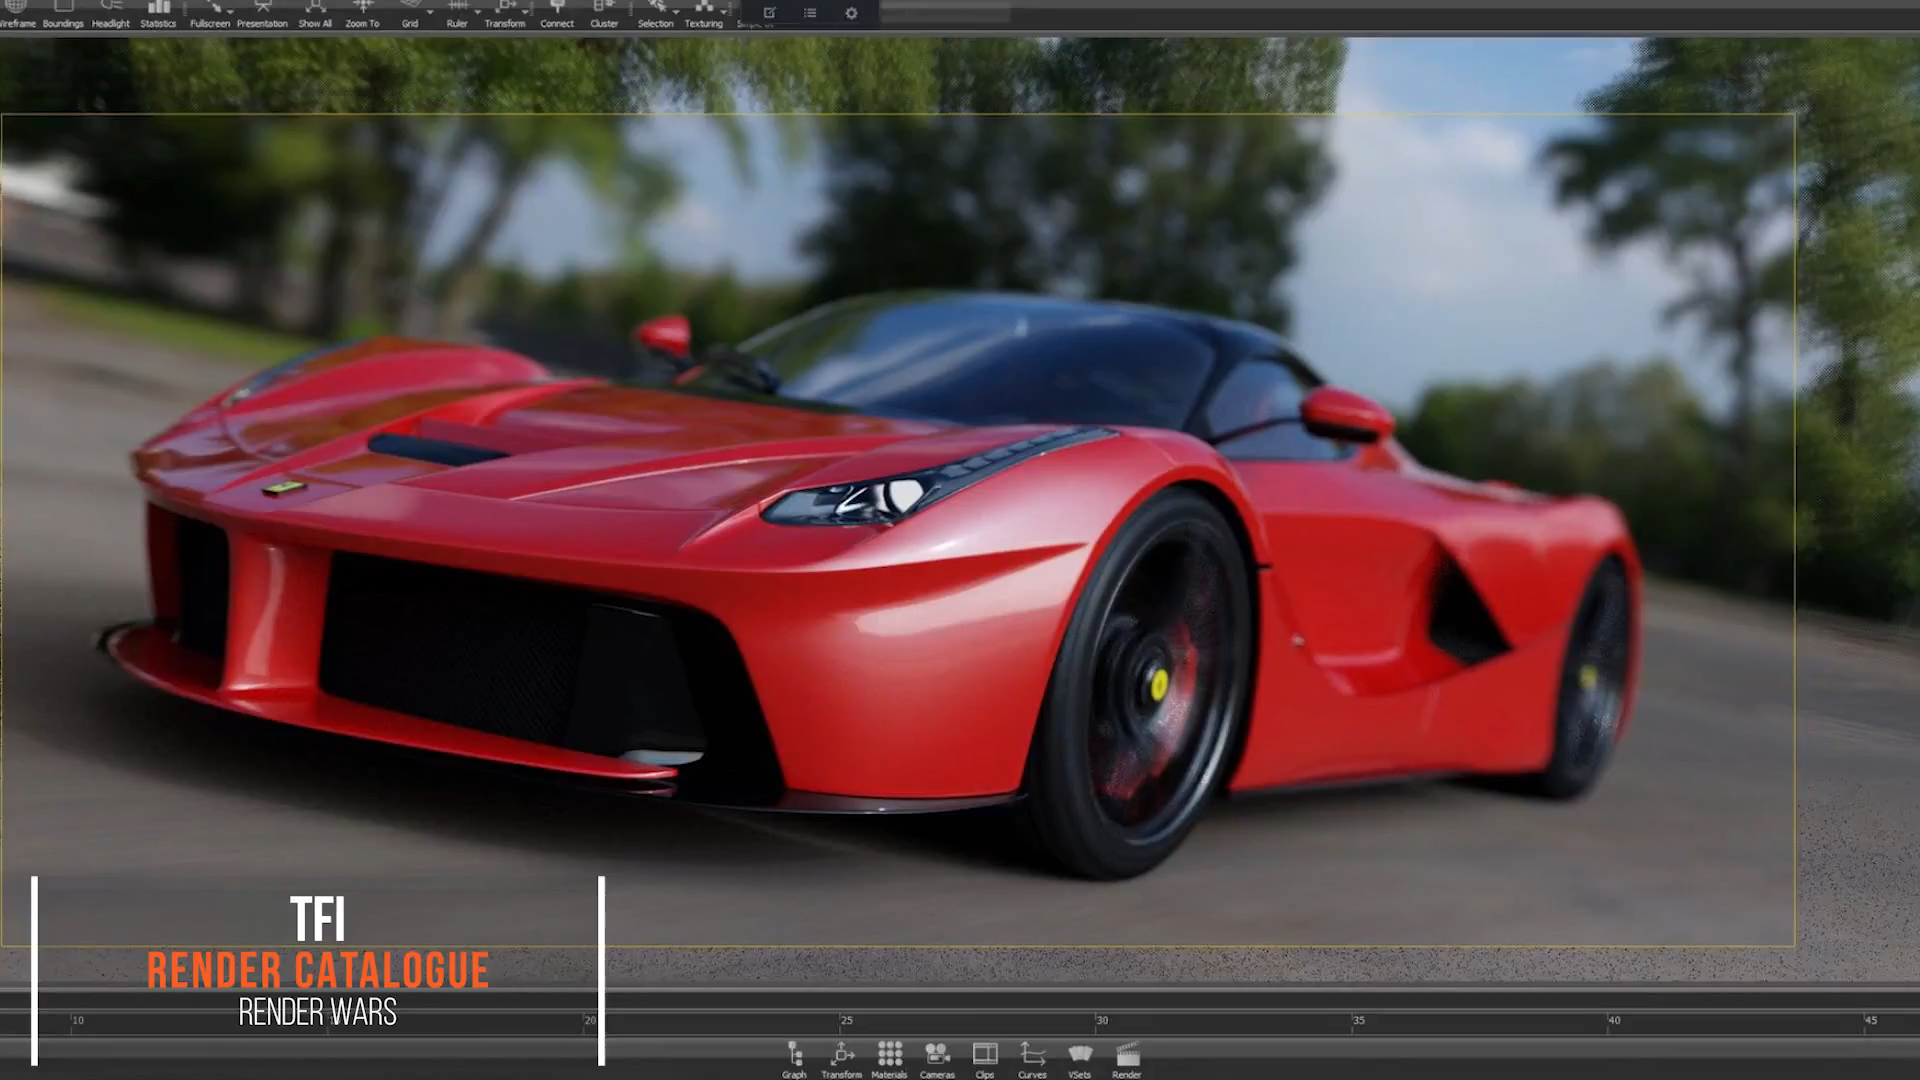 Boundings Headlight Statistics Fullscreen Presentation Show All Zoom To Grid Ruler Transform Connect Cluster Selection Texturing
TFI
RENDER CATALOGUE
RENDER WARS
10 20 25 30 35 40 45
Graph Transform Materials Cameras Clips Curves VSets Render